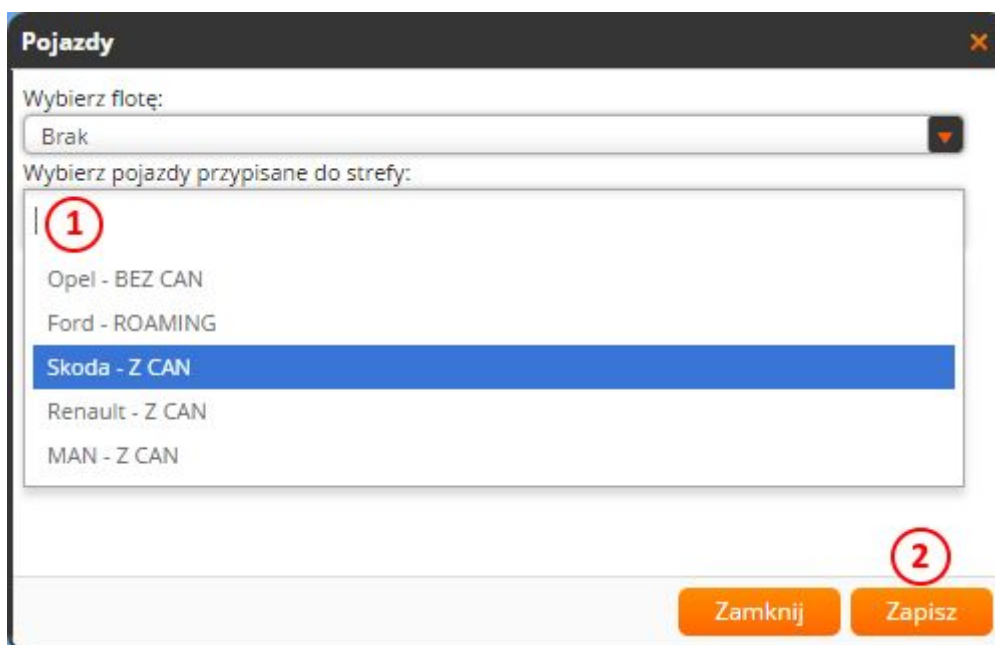 Pojazdy
Wybierz flotę:
Brak
Wybierz pojazdy przypisane do strefy:
1
Opel - BEZ CAN
Ford - ROAMING
Skoda - Z CAN
Renault - Z CAN
MAN - Z CAN
2
Zamknij Zapisz